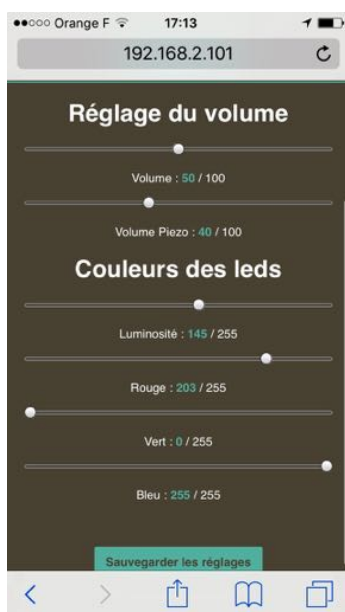 Orange F 17:13
192.168.2.101
Réglage du volume
Volume : 50 / 100
Volume Piezo : 40 / 100
Couleurs des leds
Luminosité : 145 / 255
Rouge : 203 / 255
Vert : 0 / 255
Bleu : 255 / 255
Sauvegarder les réglages